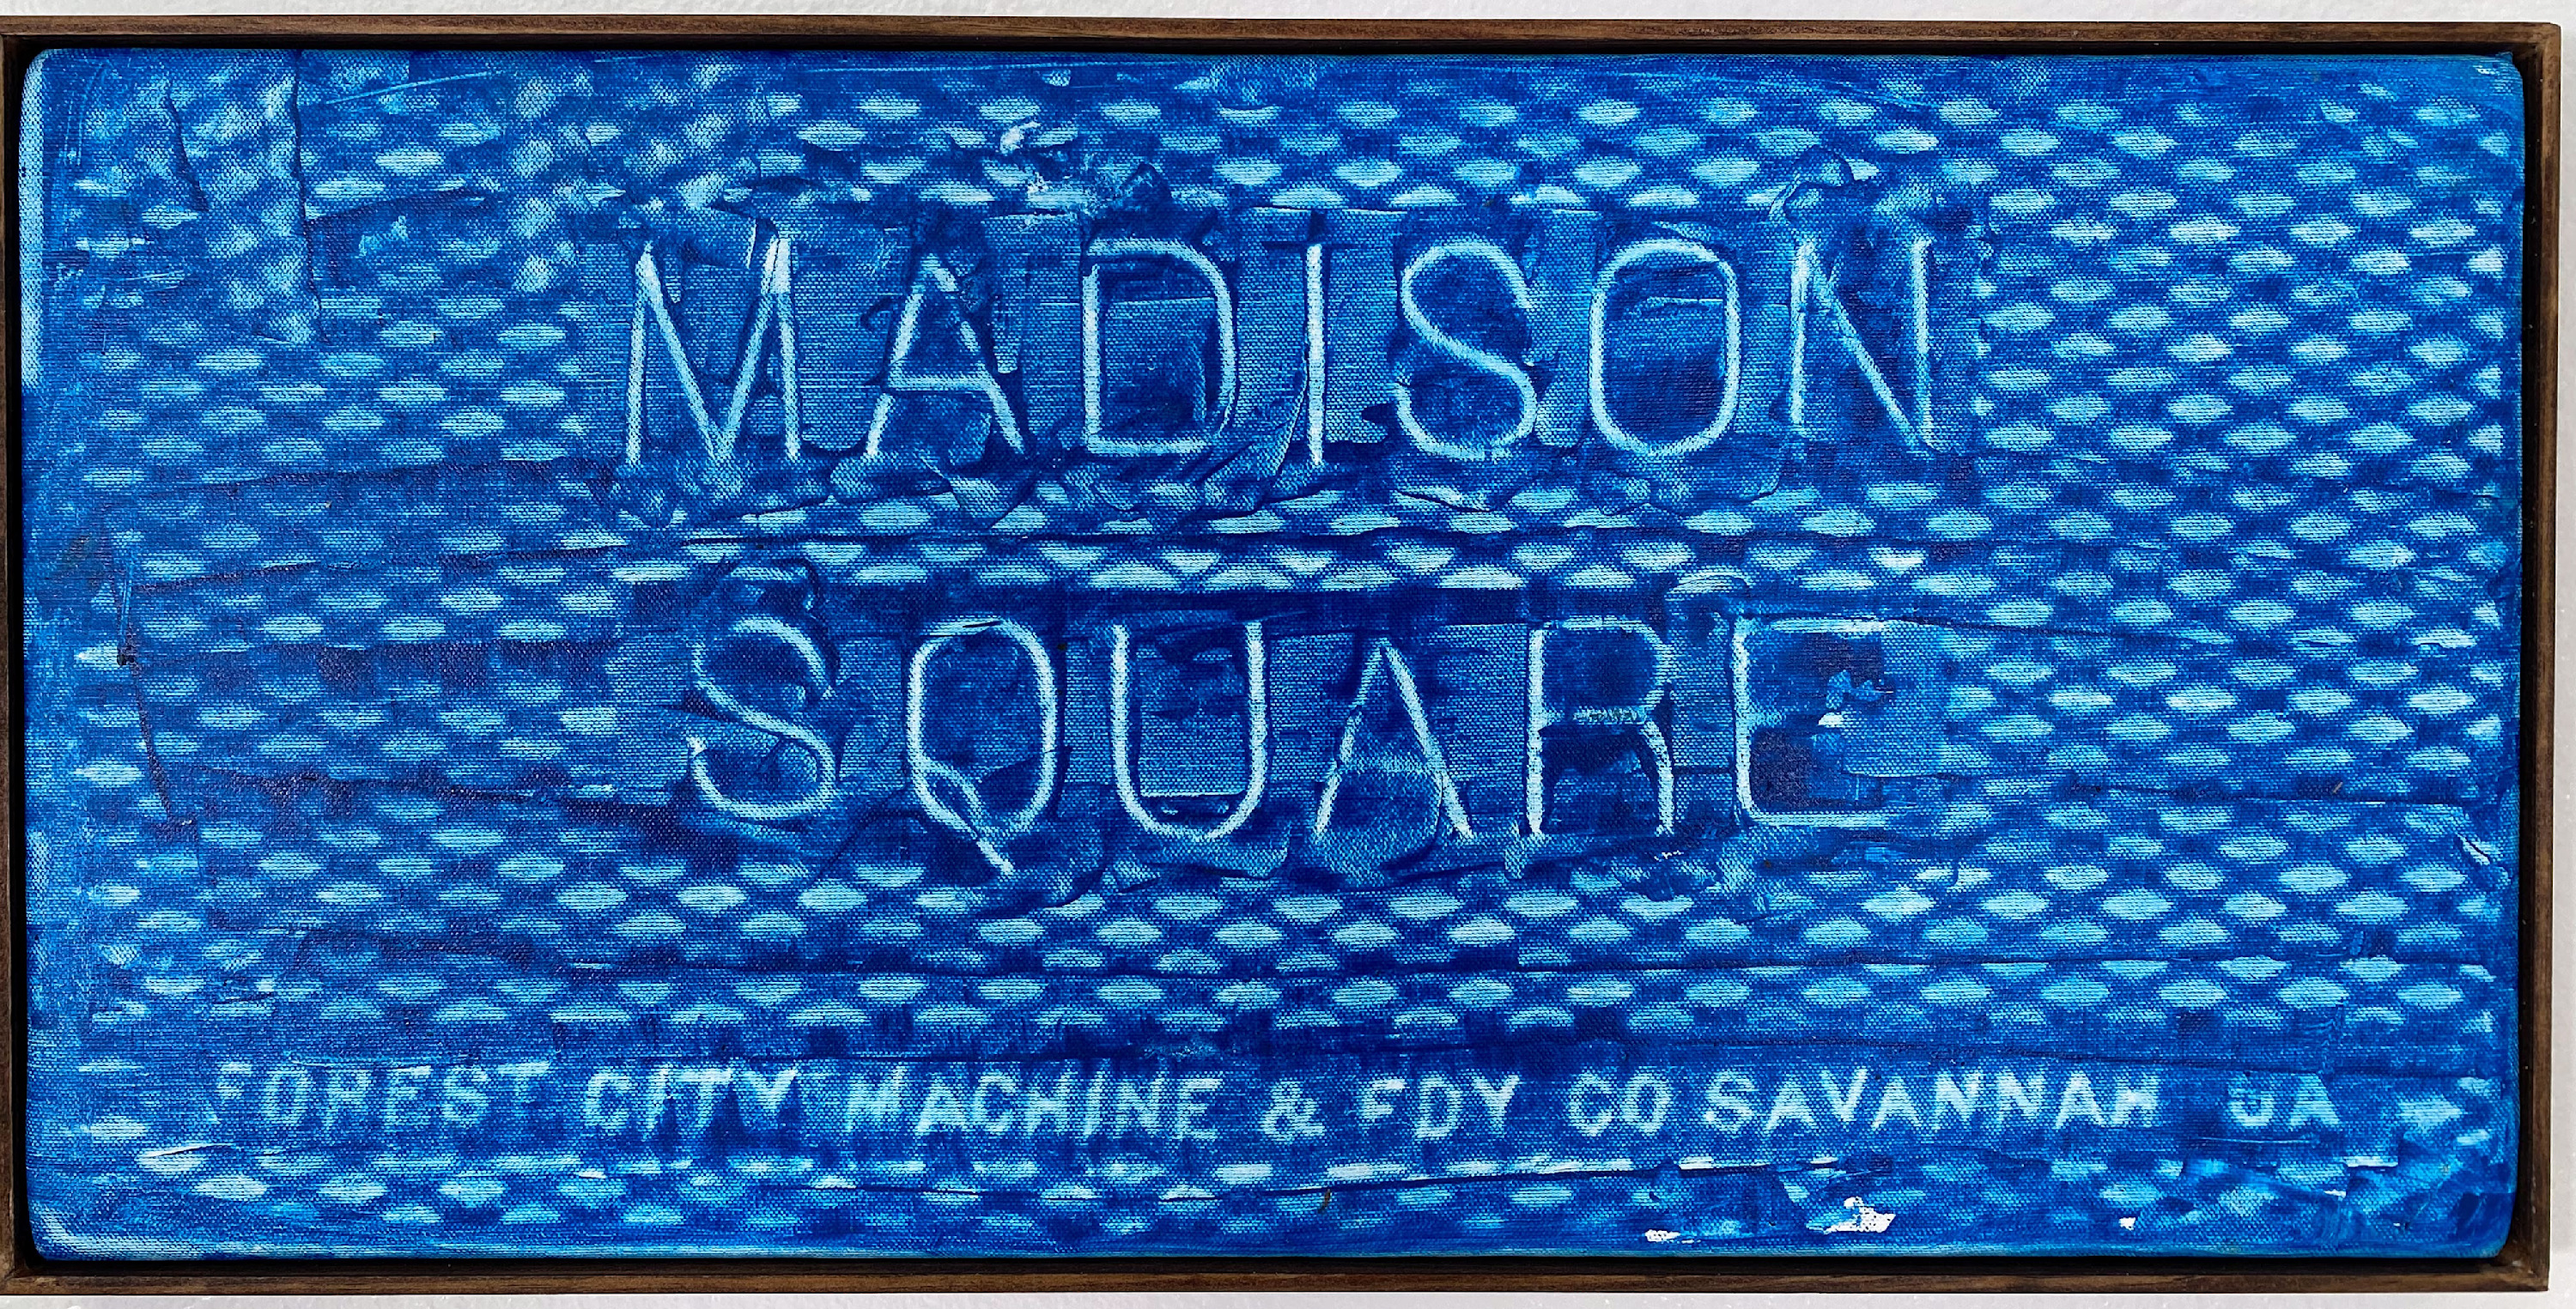 MADISON
SQUARE
FOREST CITY MACHINE & FDY CO SAVANNAH GA